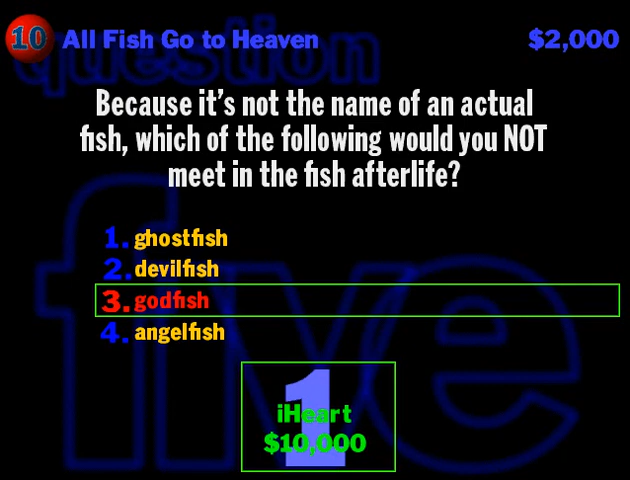 10 All Fish Go to Heaven $2,000
question
Because it's not the name of an actual
fish, which of the following would you NOT
meet in the fish afterlife?
1. ghostfish
2. devilfish
3. godfish
4. angelfish
five
1
iHeart
$10,000